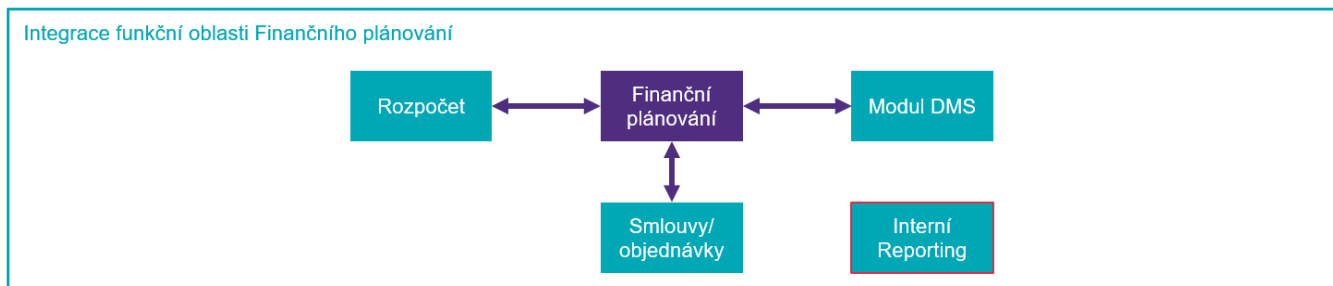 Integrace funkční oblasti Finančního plánování
Rozpočet
Finanční
plánování
Modul DMS
Smlouvy/
objednávky
Interní
Reporting